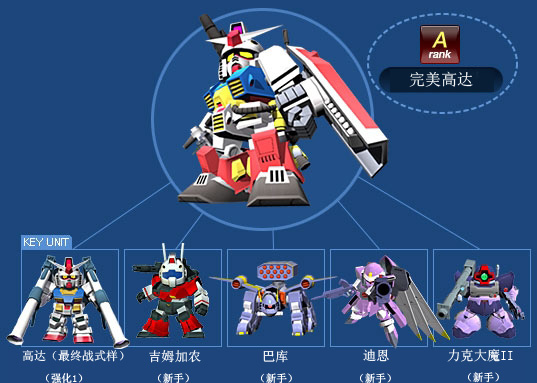 A
rank
完美高达
KEY UNIT
高达（最终战式样） 吉姆加农 巴库 迪恩 力克大魔II
（强化1） （新手） （新手） （新手） （新手）